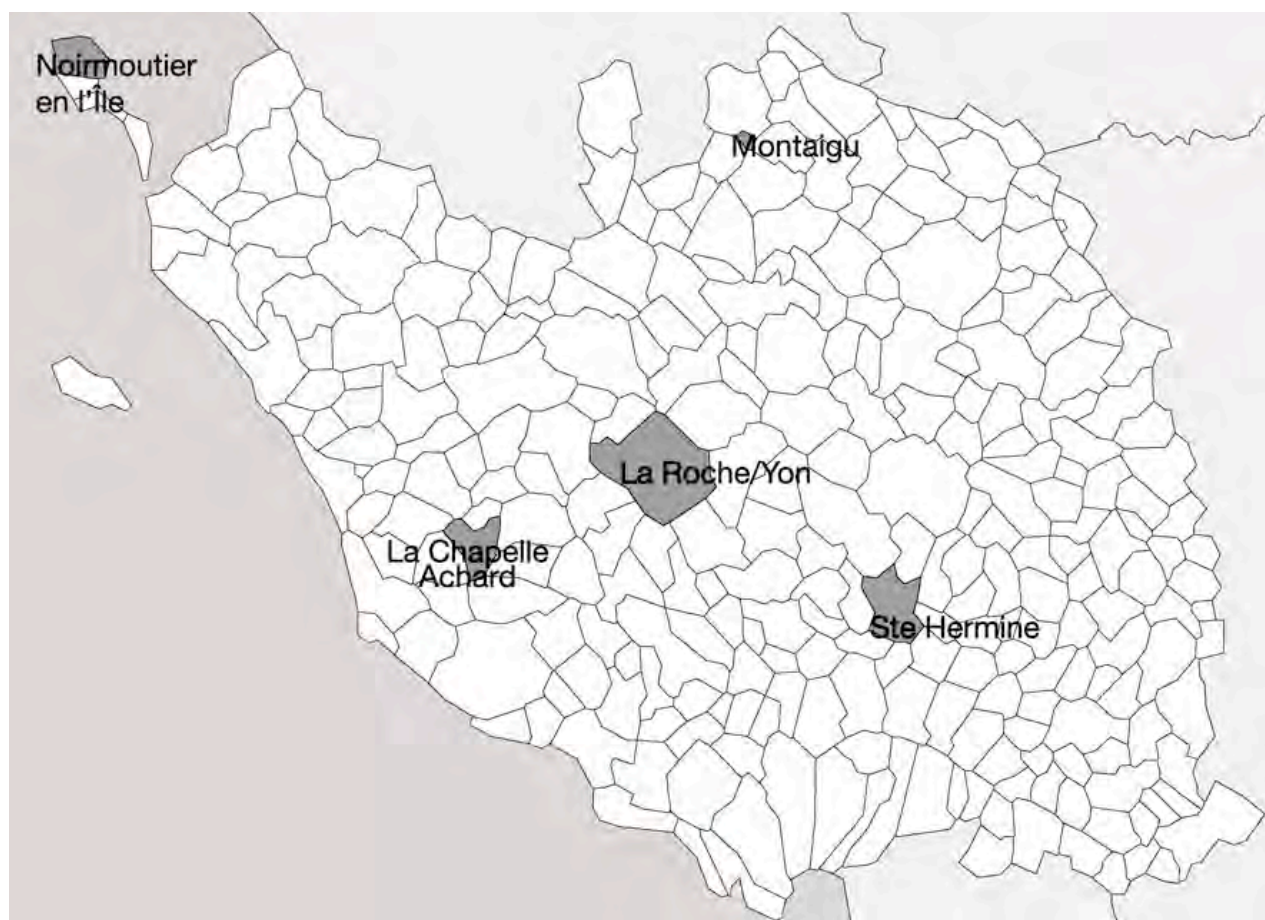 Noirmoutier
en l'Île
Montaigu
La Roche/Yon
La Chapelle
Achard
Ste Hermine